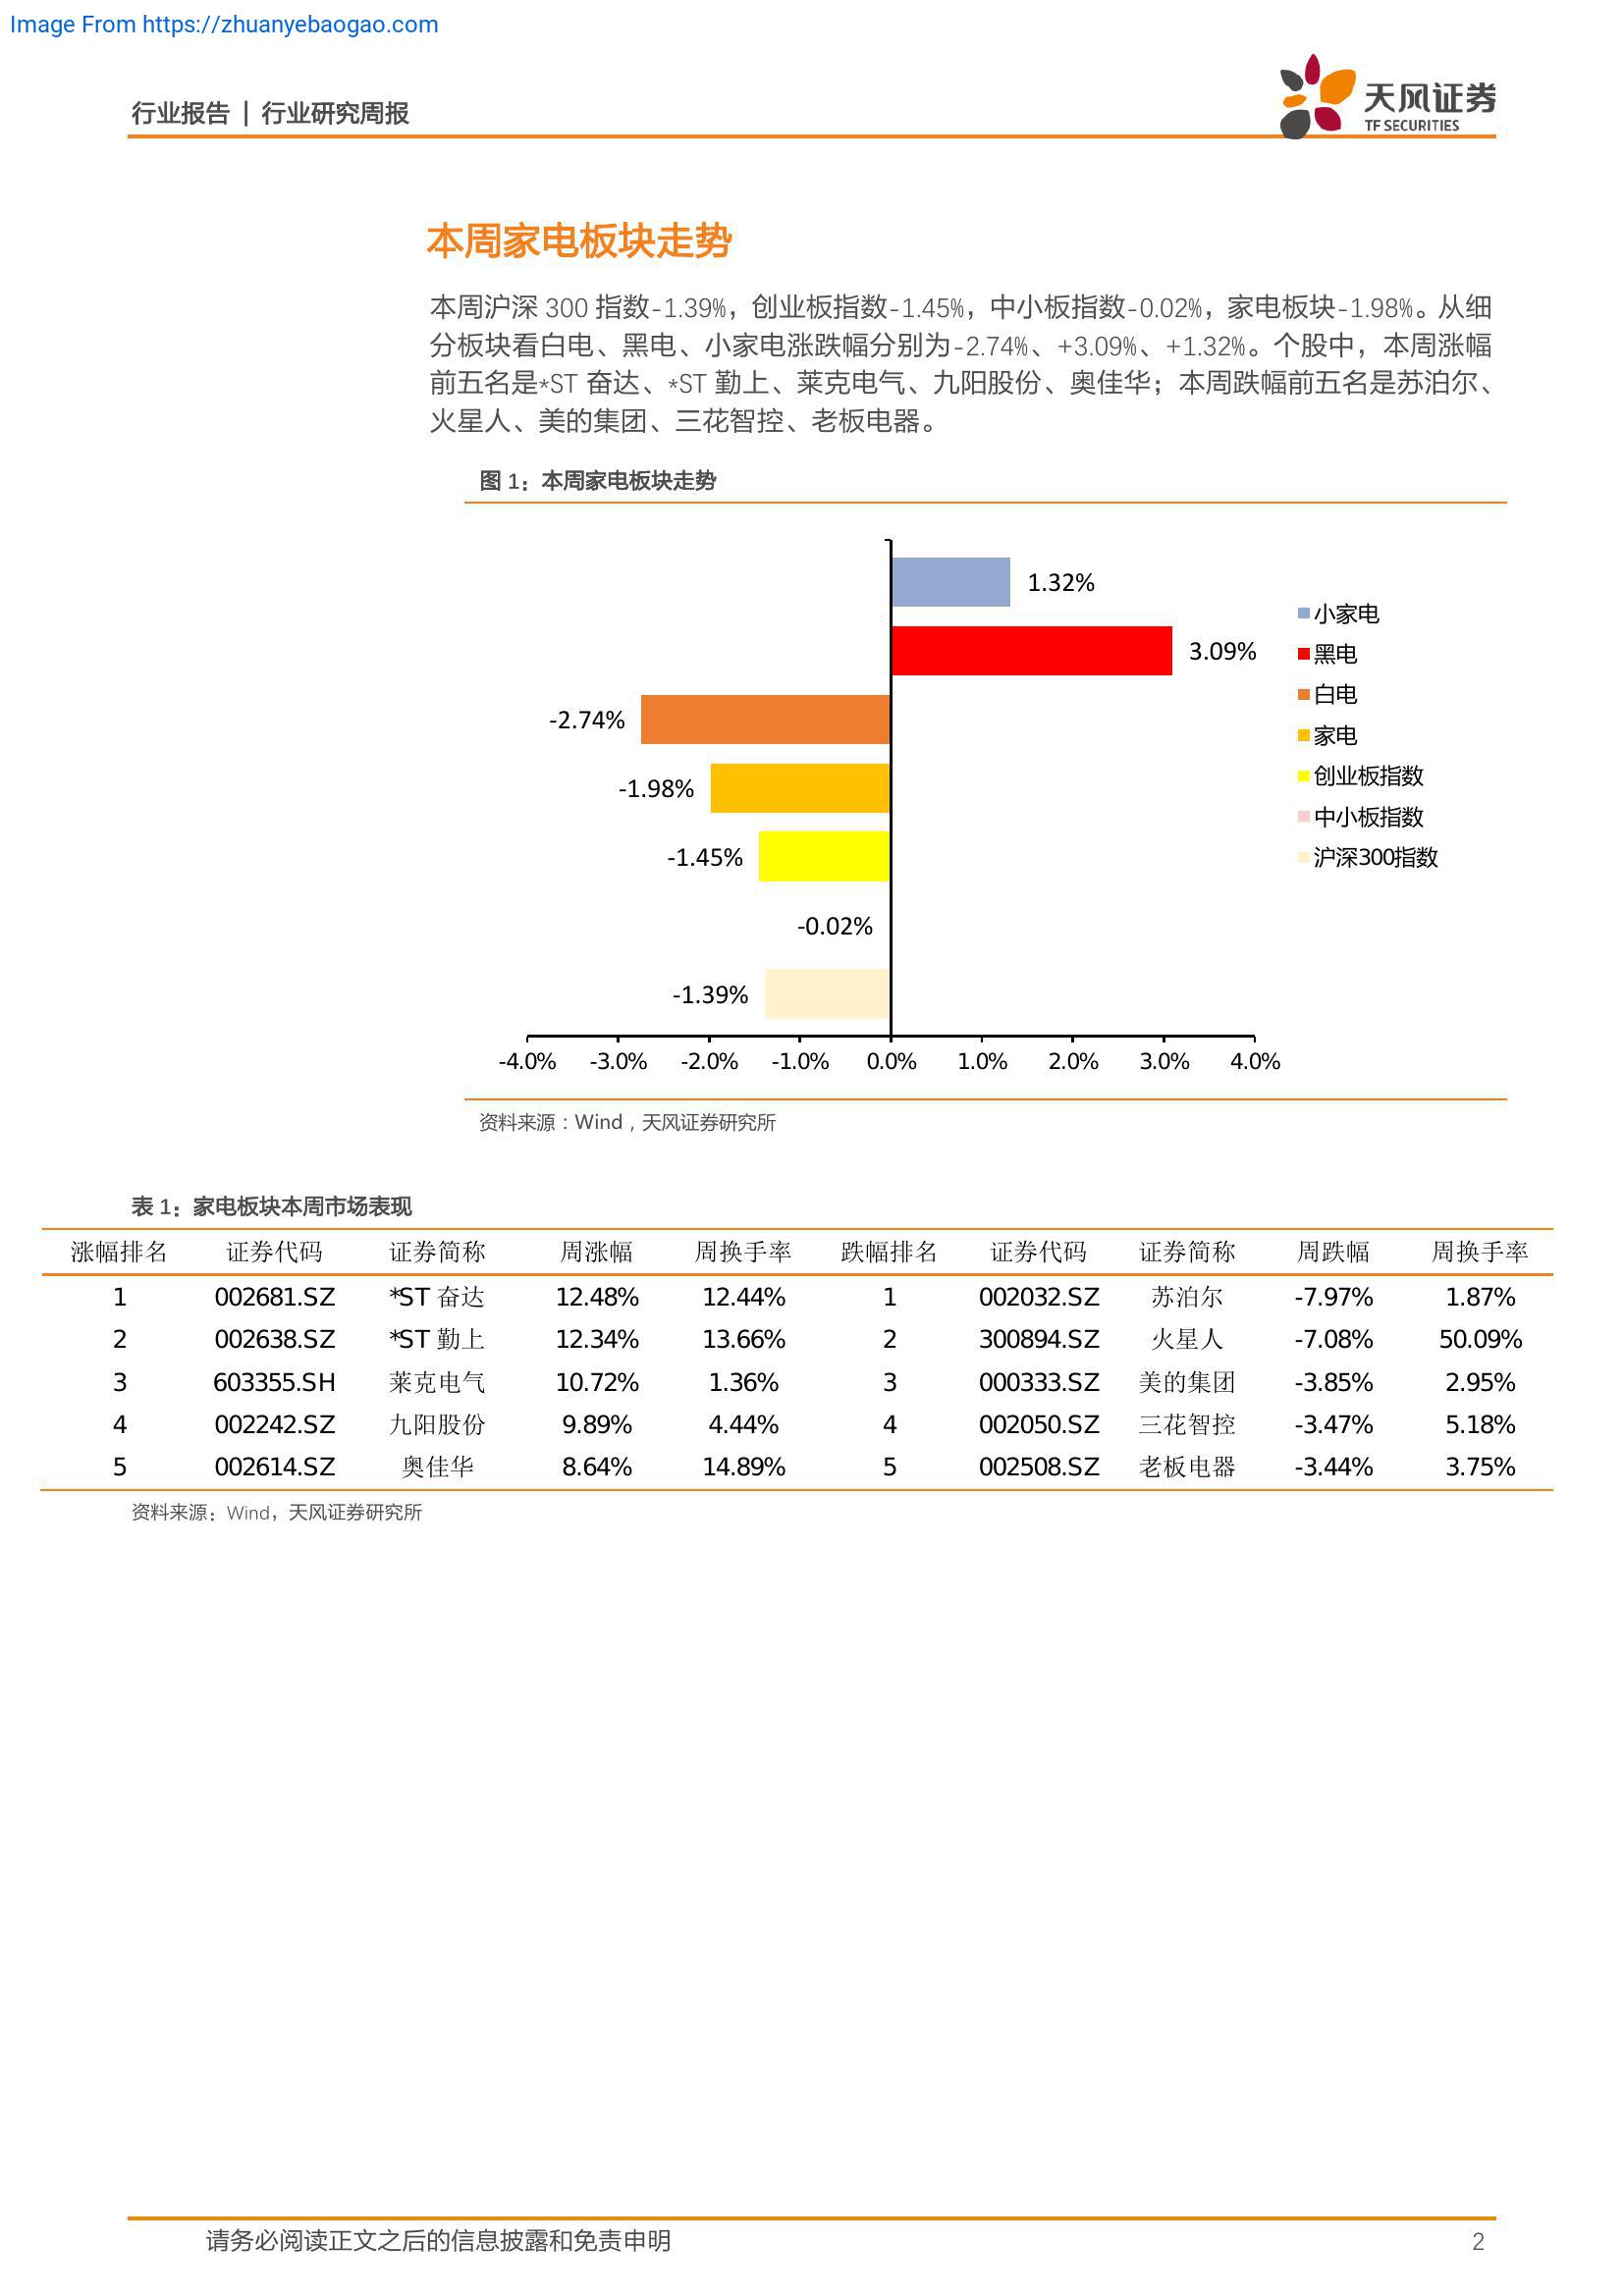 Image From https://zhuanyebaogao.com
行业报告 | 行业研究周报
天风证券
TF SECURITIES
本周家电板块走势
本周沪深 300 指数-1.39%，创业板指数-1.45%，中小板指数-0.02%，家电板块-1.98%。从细
分板块看白电、黑电、小家电涨跌幅分别为-2.74%、+3.09%、+1.32%。个股中，本周涨幅
前五名是*ST 奋达、*ST 勤上、莱克电气、九阳股份、奥佳华；本周跌幅前五名是苏泊尔、
火星人、美的集团、三花智控、老板电器。
图 1：本周家电板块走势
1.32%
3.09%
-2.74%
-1.98%
-1.45%
-0.02%
-1.39%
-4.0% -3.0% -2.0% -1.0% 0.0% 1.0% 2.0% 3.0% 4.0%
小家电
黑电
白电
家电
创业板指数
中小板指数
沪深300指数
资料来源：Wind，天风证券研究所
表 1：家电板块本周市场表现
涨幅排名 证券代码 证券简称 周涨幅 周换手率 跌幅排名 证券代码 证券简称 周跌幅 周换手率
1 002681.SZ *ST 奋达 12.48% 12.44% 1 002032.SZ 苏泊尔 -7.97% 1.87%
2 002638.SZ *ST 勤上 12.34% 13.66% 2 300894.SZ 火星人 -7.08% 50.09%
3 603355.SH 莱克电气 10.72% 1.36% 3 000333.SZ 美的集团 -3.85% 2.95%
4 002242.SZ 九阳股份 9.89% 4.44% 4 002050.SZ 三花智控 -3.47% 5.18%
5 002614.SZ 奥佳华 8.64% 14.89% 5 002508.SZ 老板电器 -3.44% 3.75%
资料来源：Wind，天风证券研究所
请务必阅读正文之后的信息披露和免责申明 2